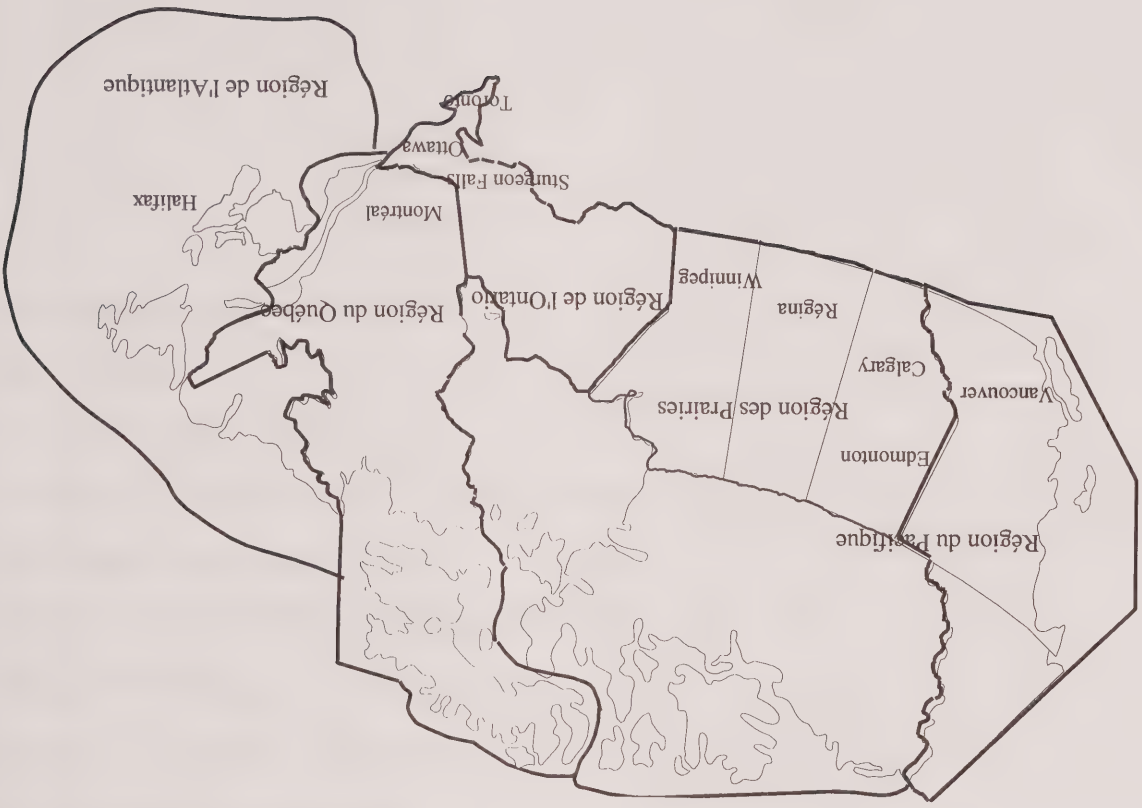 Région du Pacifique
Edmonton
Région des Prairies
Vancouver
Calgary
Régina
Région du Québec
Région de l'Ontario
Winnipeg
Montréal
Halifax
Sturgeon Falls
Ottawa
Toronto
Région de l'Atlantique